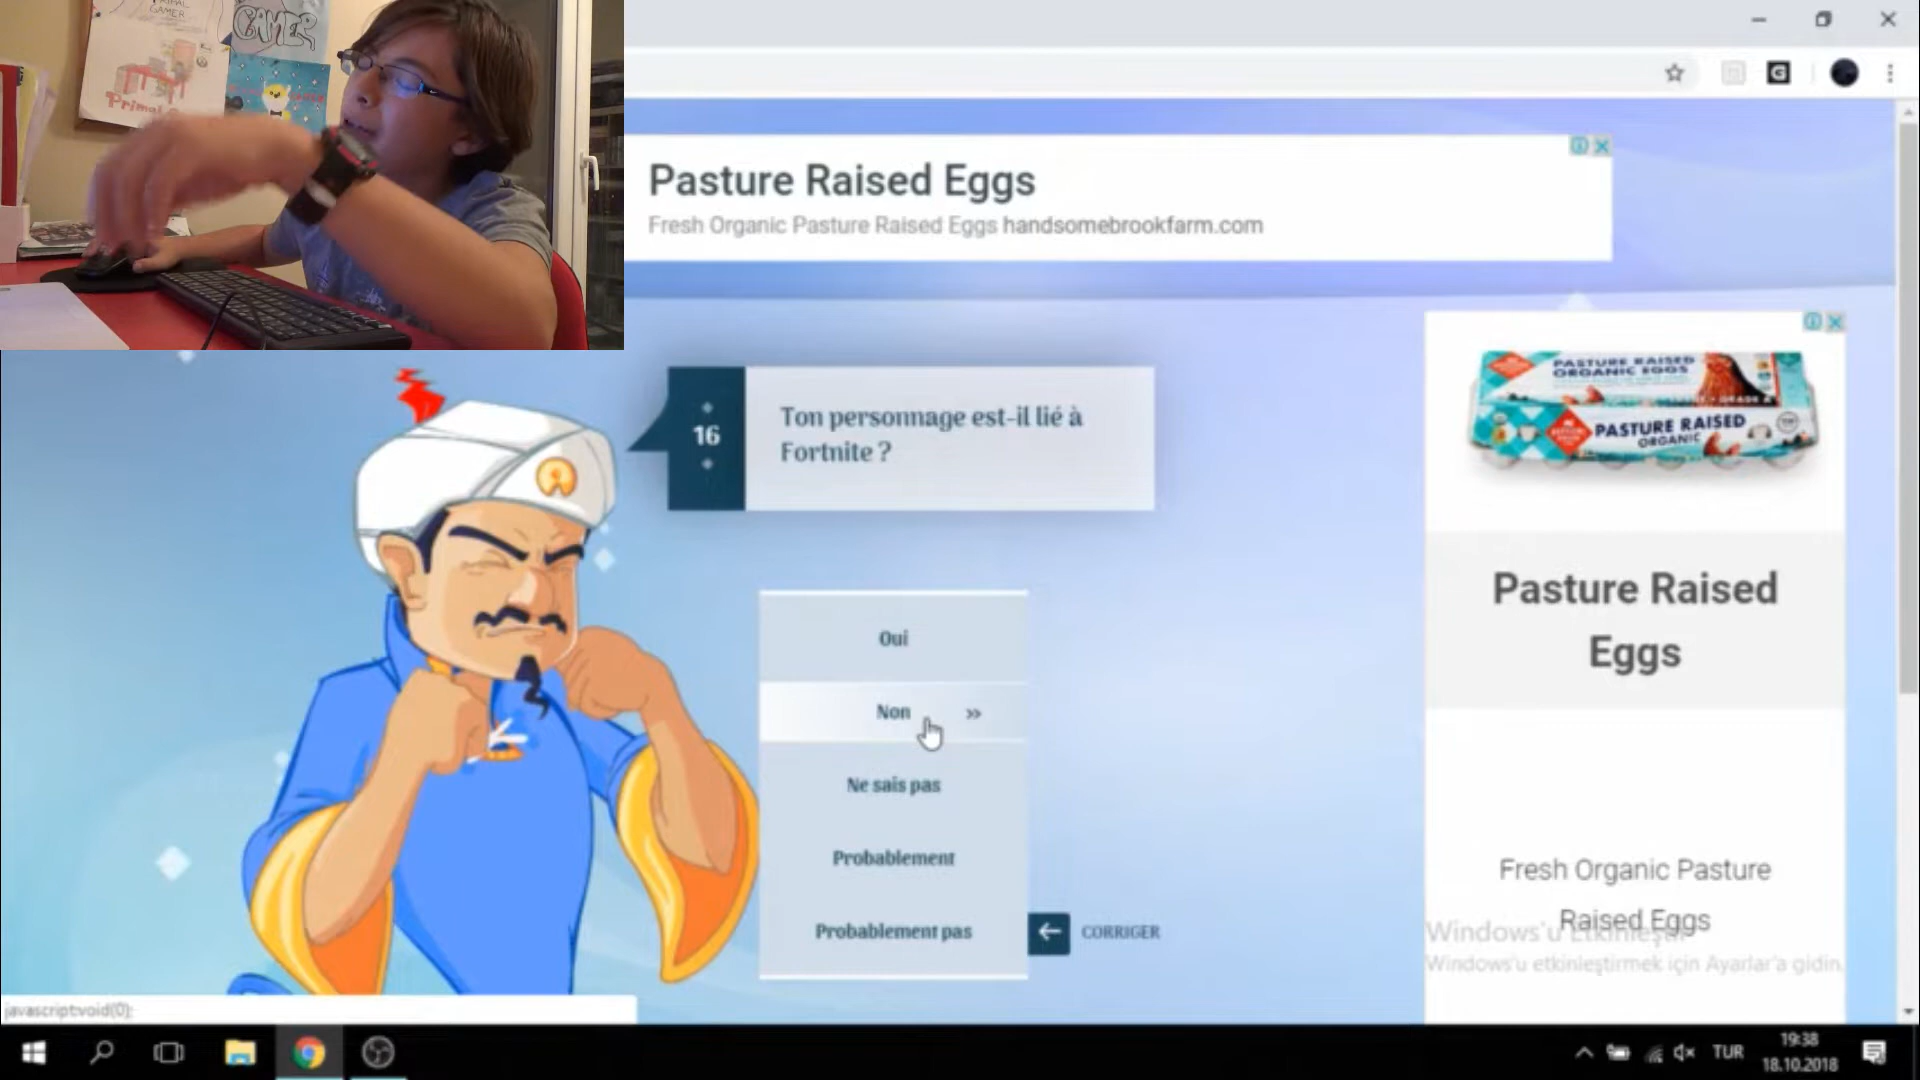 PRIMAL
GAMER
GAMER
Primal
Pasture Raised Eggs
Fresh Organic Pasture Raised Eggs handsomebrookfarm.com
16
Ton personnage est-il lié à
Fortnite ?
Oui
Non »
Ne sais pas
Probablement
Probablement pas
CORRIGER
PASTURE RAISED
ORGANIC EGGS
PASTURE RAISED
ORGANIC
Pasture Raised
Eggs
Fresh Organic Pasture
Raised Eggs
Windows'u Etkinleştir
Windows'u etkinleştirmek için Ayarlar'a gidin.
javascript:void(0);
TUR
19:38
18.10.2018